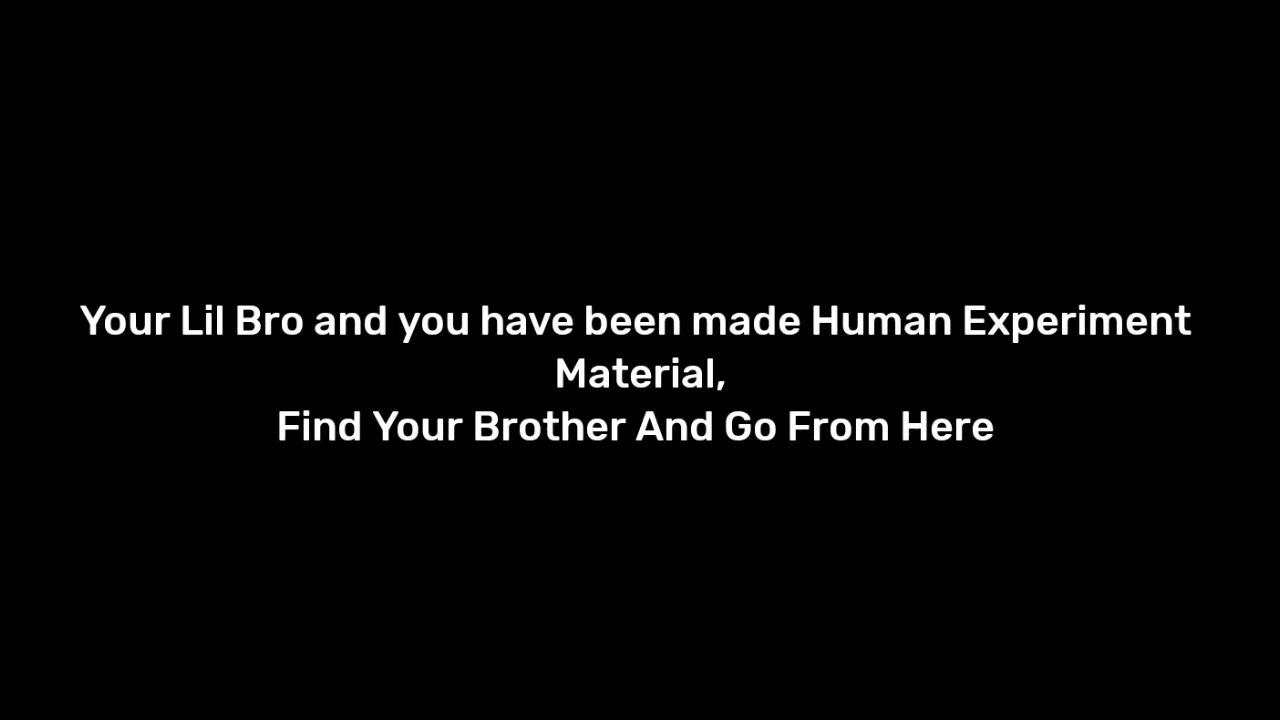 Your Lil Bro and you have been made Human Experiment
Material,
Find Your Brother And Go From Here